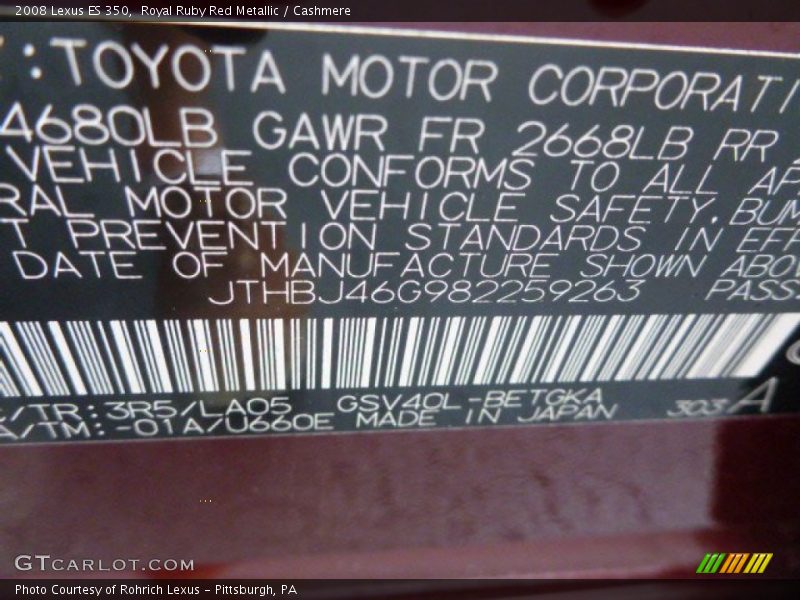 2008 Lexus ES 350,  Royal Ruby Red Metallic / Cashmere
:TOYOTA MOTOR CORPORATI
4680LB GAWR FR 2668LB RR
VEHICLE CONFORMS TO ALL AP
RAL MOTOR VEHICLE SAFETY, BUM
T PREVENTION STANDARDS IN EFF
DATE OF MANUFACTURE SHOWN ABOV
JTHBJ46G982259263 PASS
/TR:3R5/LA05 GSV40L-BETGKA
A/TM:-01A/U660E MADE IN JAPAN 303 A
GTCARLOT.COM
Photo Courtesy of Rohrich Lexus - Pittsburgh, PA